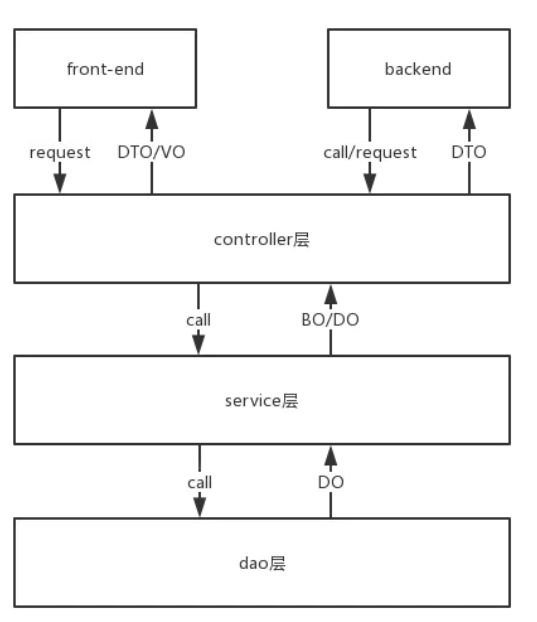 front-end
backend
request
DTO/VO
call/request
DTO
controller层
call
BO/DO
service层
call
DO
dao层